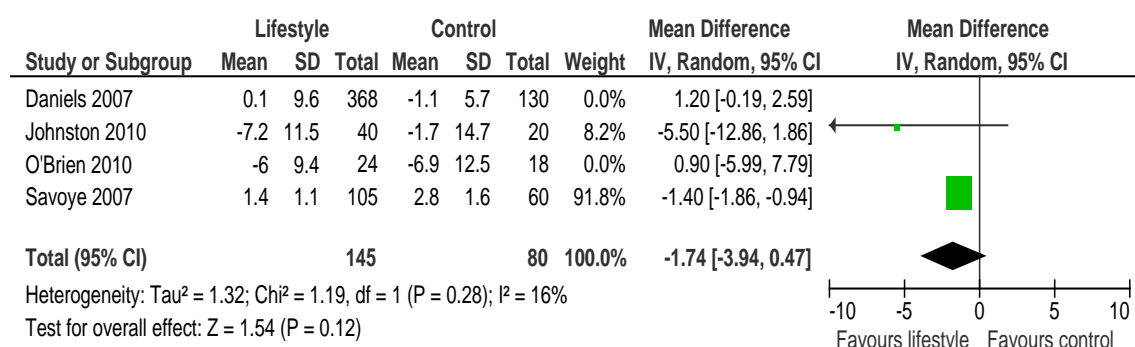 Lifestyle Control Mean Difference Mean Difference
Study or Subgroup Mean SD Total Mean SD Total Weight IV, Random, 95% CI IV, Random, 95% CI
Daniels 2007 0.1 9.6 368 -1.1 5.7 130 0.0% 1.20 [-0.19, 2.59]
Johnston 2010 -7.2 11.5 40 -1.7 14.7 20 8.2% -5.50 [-12.86, 1.86]
O'Brien 2010 -6 9.4 24 -6.9 12.5 18 0.0% 0.90 [-5.99, 7.79]
Savoye 2007 1.4 1.1 105 2.8 1.6 60 91.8% -1.40 [-1.86, -0.94]
Total (95% CI) 145 80 100.0% -1.74 [-3.94, 0.47]
Heterogeneity: Tau² = 1.32; Chi² = 1.19, df = 1 (P = 0.28); I² = 16%
Test for overall effect: Z = 1.54 (P = 0.12)
-10 -5 0 5 10
Favours lifestyle Favours control